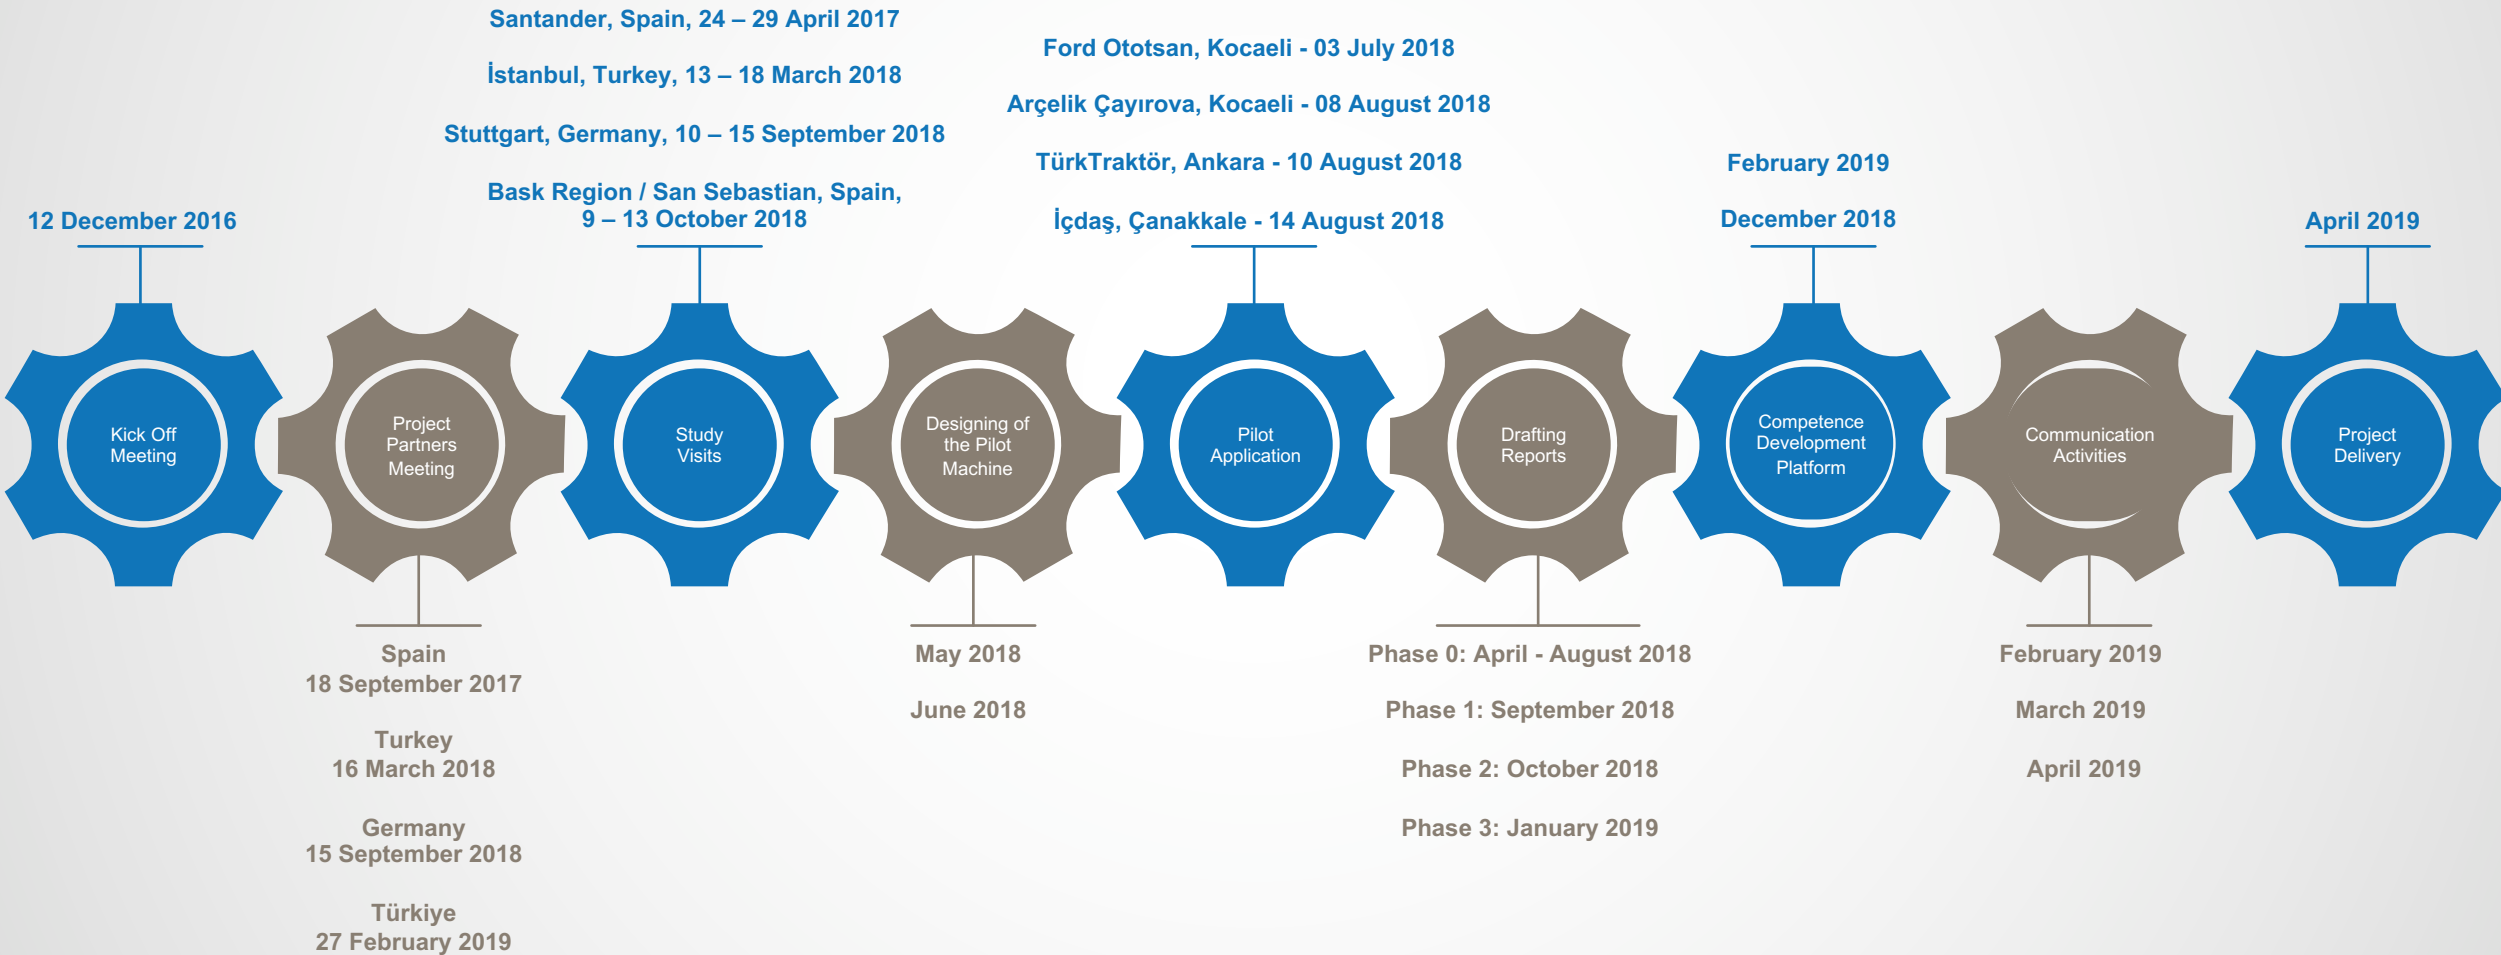 12 December 2016
Kick Off
Meeting
Project
Partners
Meeting
Spain
18 September 2017
Turkey
16 March 2018
Germany
15 September 2018
Türkiye
27 February 2019
Santander, Spain, 24 – 29 April 2017
İstanbul, Turkey, 13 – 18 March 2018
Stuttgart, Germany, 10 – 15 September 2018
Bask Region / San Sebastian, Spain,
9 – 13 October 2018
Study
Visits
Designing of
the Pilot
Machine
May 2018
June 2018
Ford Ototsan, Kocaeli - 03 July 2018
Arçelik Çayırova, Kocaeli - 08 August 2018
TürkTraktör, Ankara - 10 August 2018
İçdaş, Çanakkale - 14 August 2018
Pilot
Application
Drafting
Reports
Phase 0: April - August 2018
Phase 1: September 2018
Phase 2: October 2018
Phase 3: January 2019
February 2019
December 2018
Competence
Development
Platform
Communication
Activities
February 2019
March 2019
April 2019
April 2019
Project
Delivery